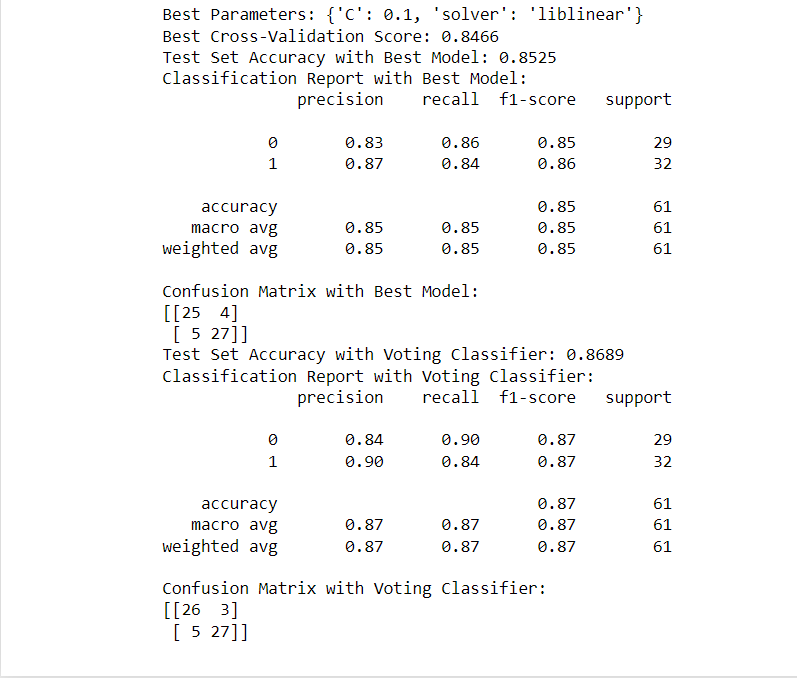 Best Parameters: {'C': 0.1, 'solver': 'liblinear'}
Best Cross-Validation Score: 0.8466
Test Set Accuracy with Best Model: 0.8525
Classification Report with Best Model:
              precision    recall  f1-score   support

           0       0.83      0.86      0.85        29
           1       0.87      0.84      0.86        32

    accuracy                           0.85        61
   macro avg       0.85      0.85      0.85        61
weighted avg       0.85      0.85      0.85        61

Confusion Matrix with Best Model:
[[25  4]
 [ 5 27]]
Test Set Accuracy with Voting Classifier: 0.8689
Classification Report with Voting Classifier:
              precision    recall  f1-score   support

           0       0.84      0.90      0.87        29
           1       0.90      0.84      0.87        32

    accuracy                           0.87        61
   macro avg       0.87      0.87      0.87        61
weighted avg       0.87      0.87      0.87        61

Confusion Matrix with Voting Classifier:
[[26  3]
 [ 5 27]]